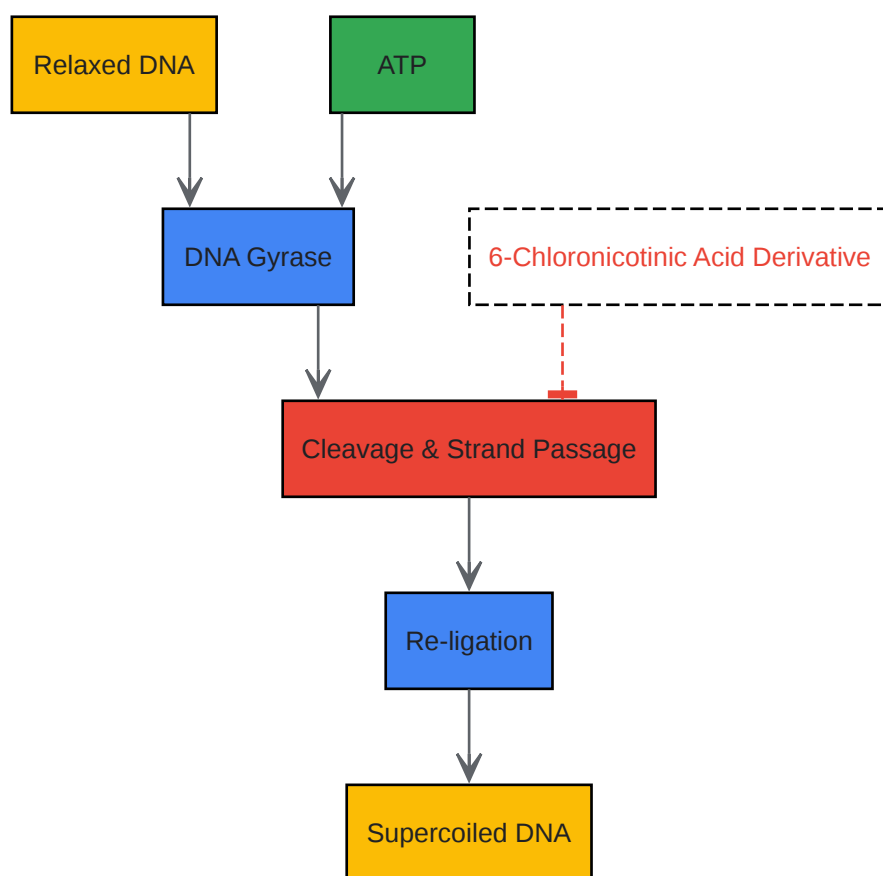 Relaxed DNA
ATP
DNA Gyrase
6-Chloronicotinic Acid Derivative
Cleavage & Strand Passage
Re-ligation
Supercoiled DNA